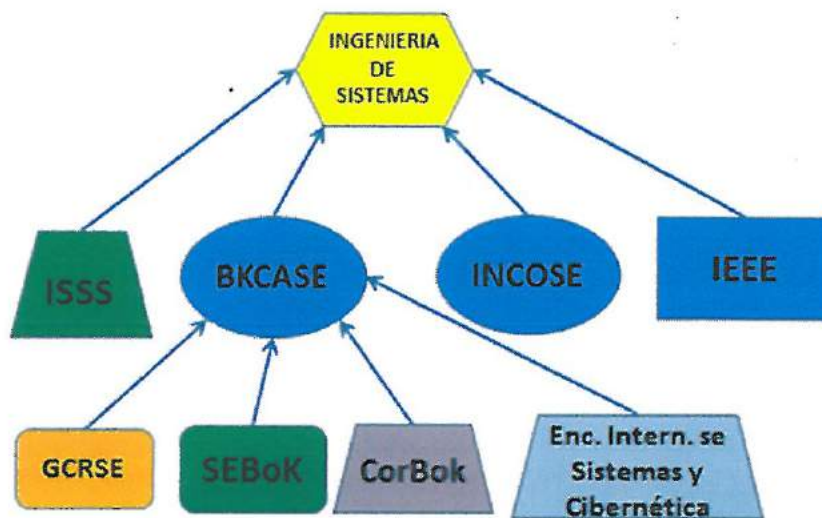 INGENIERIA
DE
SISTEMAS
ISSS
BKCASE
INCOSE
IEEE
GCRSE
SEBoK
CorBok
Enc. Intern. se
Sistemas y
Cibernética